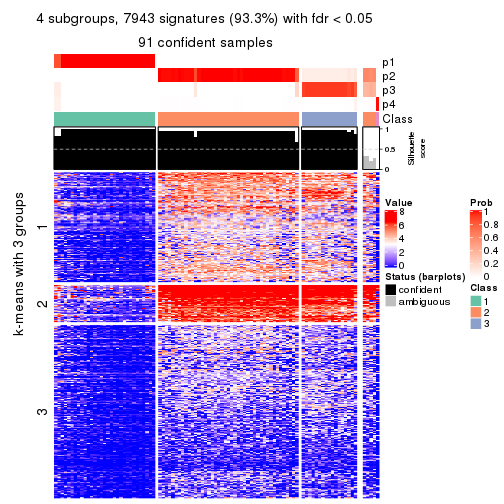 4 subgroups, 7943 signatures (93.3%) with fdr < 0.05
91 confident samples
p1
p2
p3
p4
Class
1
0.5
0
Silhouette
score
k-means with 3 groups
1
2
3
Value
8
6
4
2
0
Status (barplots)
confident
ambiguous
Prob
1
0.8
0.6
0.4
0.2
0
Class
1
2
3